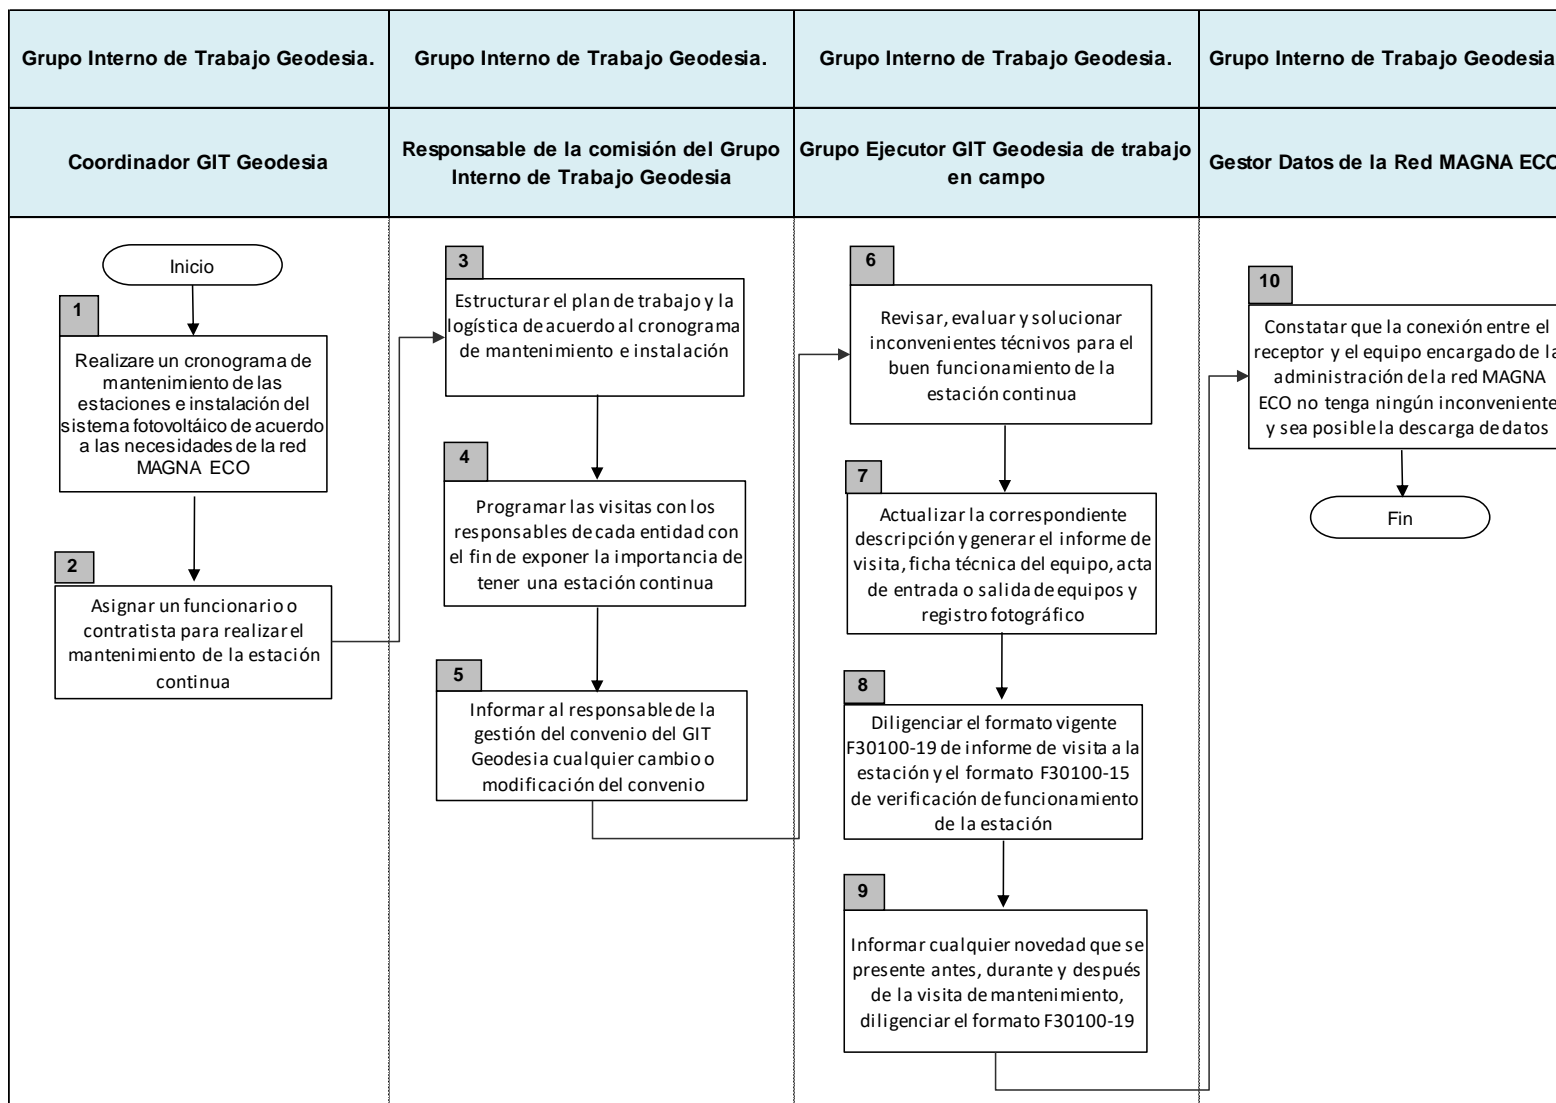 Grupo Interno de Trabajo Geodesia.
Grupo Interno de Trabajo Geodesia.
Grupo Interno de Trabajo Geodesia.
Grupo Interno de Trabajo Geodesia
Coordinador GIT Geodesia
Responsable de la comisión del Grupo
Interno de Trabajo Geodesia
Grupo Ejecutor GIT Geodesia de trabajo
en campo
Gestor Datos de la Red MAGNA ECO
Inicio
1
Realizare un cronograma de
mantenimiento de las
estaciones e instalación del
sistema fotovoltáico de acuerdo
a las necesidades de la red
MAGNA ECO
2
Asignar un funcionario o
contratista para realizar el
mantenimiento de la estación
continua
3
Estructurar el plan de trabajo y la
logística de acuerdo al cronograma
de mantenimiento e instalación
4
Programar las visitas con los
responsables de cada entidad con
el fin de exponer la importancia de
tener una estación continua
5
Informar al responsable de la
gestión del convenio del GIT
Geodesia cualquier cambio o
modificación del convenio
6
Revisar, evaluar y solucionar
inconvenientes técnivos para el
buen funcionamiento de la
estación continua
7
Actualizar la correspondiente
descripción y generar el informe de
visita, ficha técnica del equipo, acta
de entrada o salida de equipos y
registro fotográfico
8
Diligenciar el formato vigente
F30100-19 de informe de visita a la
estación y el formato F30100-15
de verificación de funcionamiento
de la estación
9
Informar cualquier novedad que se
presente antes, durante y después
de la visita de mantenimiento,
diligenciar el formato F30100-19
10
Constatar que la conexión entre el
receptor y el equipo encargado de la
administración de la red MAGNA
ECO no tenga ningún inconveniente
y sea posible la descarga de datos
Fin